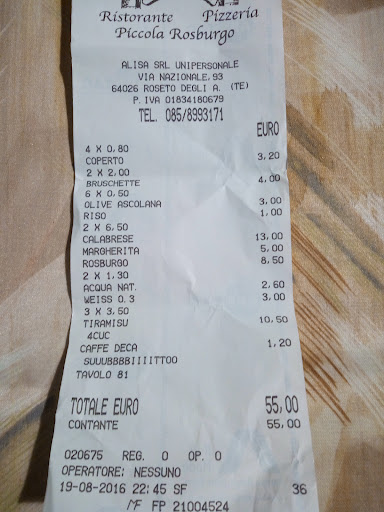 Ristorante Pizzeria
Piccola Rosburgo
ALISA SRL UNIPERSONALE
VIA NAZIONALE, 93
64026 ROSETO DEGLI A. (TE)
P. IVA 01834180679
TEL. 085/8993171
EURO
4 X 0,80
COPERTO 3,20
2 X 2,00
BRUSCHETTE 4,00
6 X 0,50
OLIVE ASCOLANA 3,00
RISO 1,00
2 X 6,50
CALABRESE 13,00
MARGHERITA 5,00
ROSBURGO 8,50
2 X 1,30
ACQUA NAT. 2,60
WEISS 0.3 3,00
3 X 3,50
TIRAMISU 10,50
4CUC
CAFFE DECA 1,20
SUUUBBBBIIIITTOO
TAVOLO 81
TOTALE EURO 55,00
CONTANTE 55,00
020675 REG. 0 OP. 0
OPERATORE: NESSUNO
19-08-2016 22:45 SF 36
MF FP 21004524